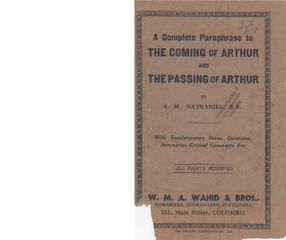 A Complete Paraphrase to
THE COMING OF ARTHUR
AND
THE PASSING OF ARTHUR
BY
A. M. NATHANIEL, B.A.
With Supplementary Notes, Questions,
Summaries, Critical Comments Etc
ALL RIGHTS RESERVED
W. M. A. WAHID & BROS.,
PUBLISHERS, BOOKSELLERS, STATIONERS,
233, Main Street, COLOMBO.